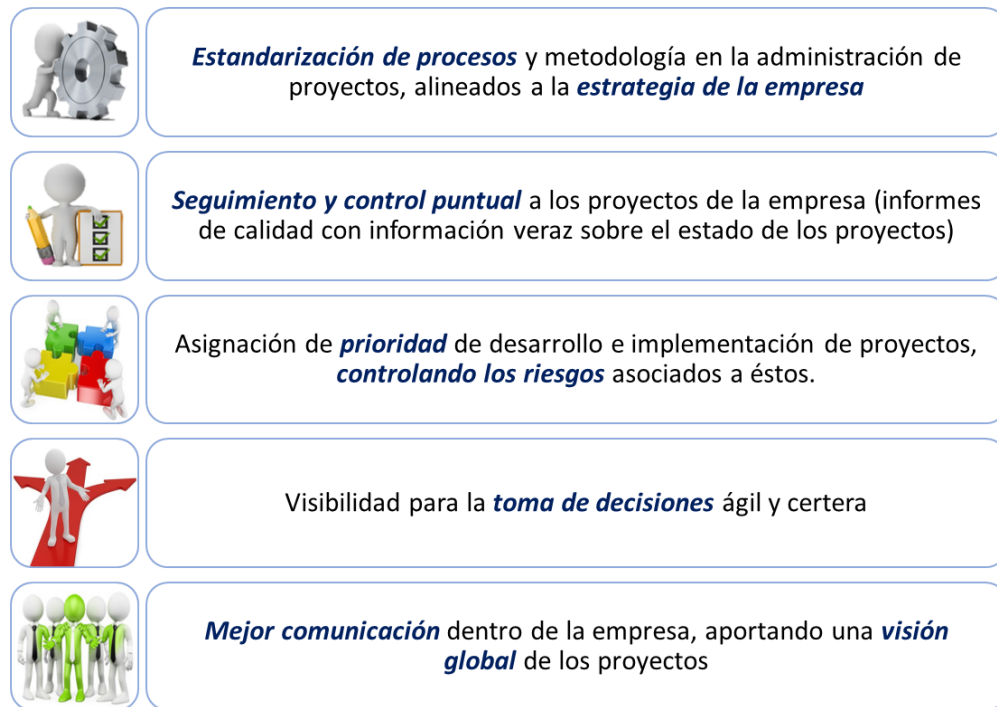 Estandarización de procesos y metodología en la administración de
proyectos, alineados a la estrategia de la empresa
Seguimiento y control puntual a los proyectos de la empresa (informes
de calidad con información veraz sobre el estado de los proyectos)
Asignación de prioridad de desarrollo e implementación de proyectos,
controlando los riesgos asociados a éstos.
Visibilidad para la toma de decisiones ágil y certera
Mejor comunicación dentro de la empresa, aportando una visión
global de los proyectos